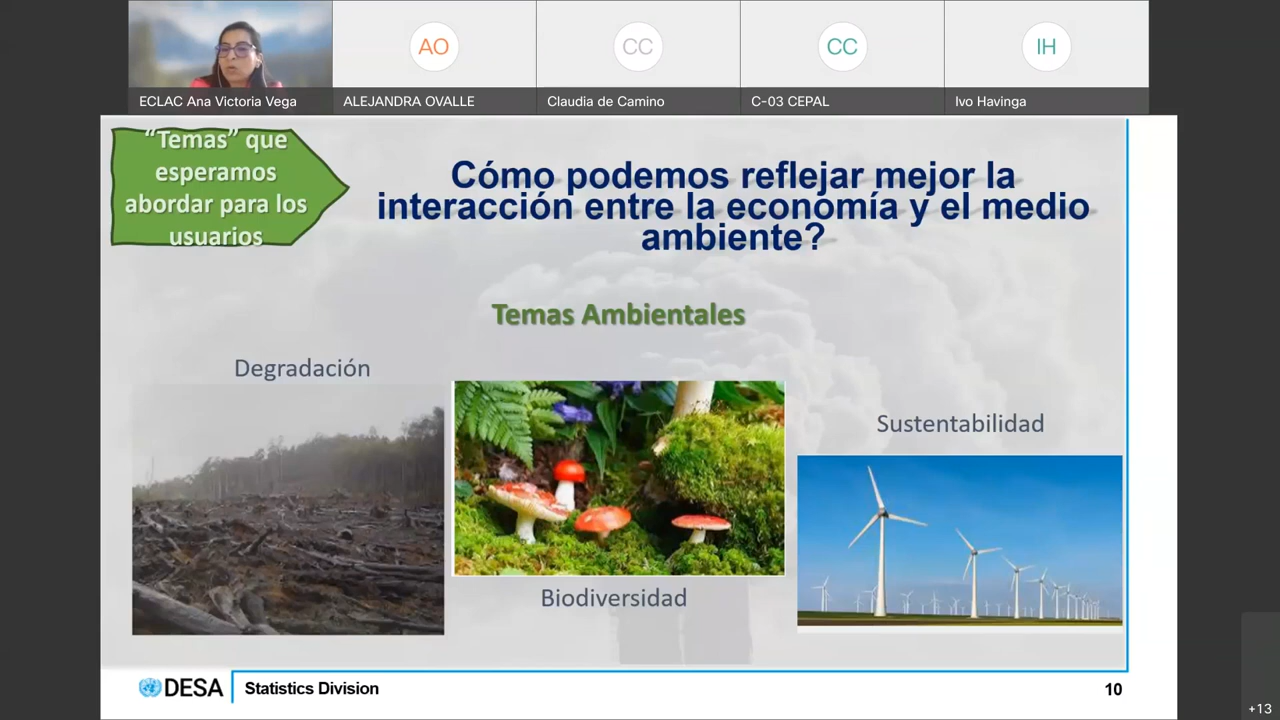 AO
CC
CC
IH
ECLAC Ana Victoria Vega
ALEJANDRA OVALLE
Claudia de Camino
C-03 CEPAL
Ivo Havinga
“Temas” que
esperamos
abordar para los
usuarios
Cómo podemos reflejar mejor la
interacción entre la economía y el medio
ambiente?
Temas Ambientales
Degradación
Sustentabilidad
Biodiversidad
DESA
Statistics Division
10
+13